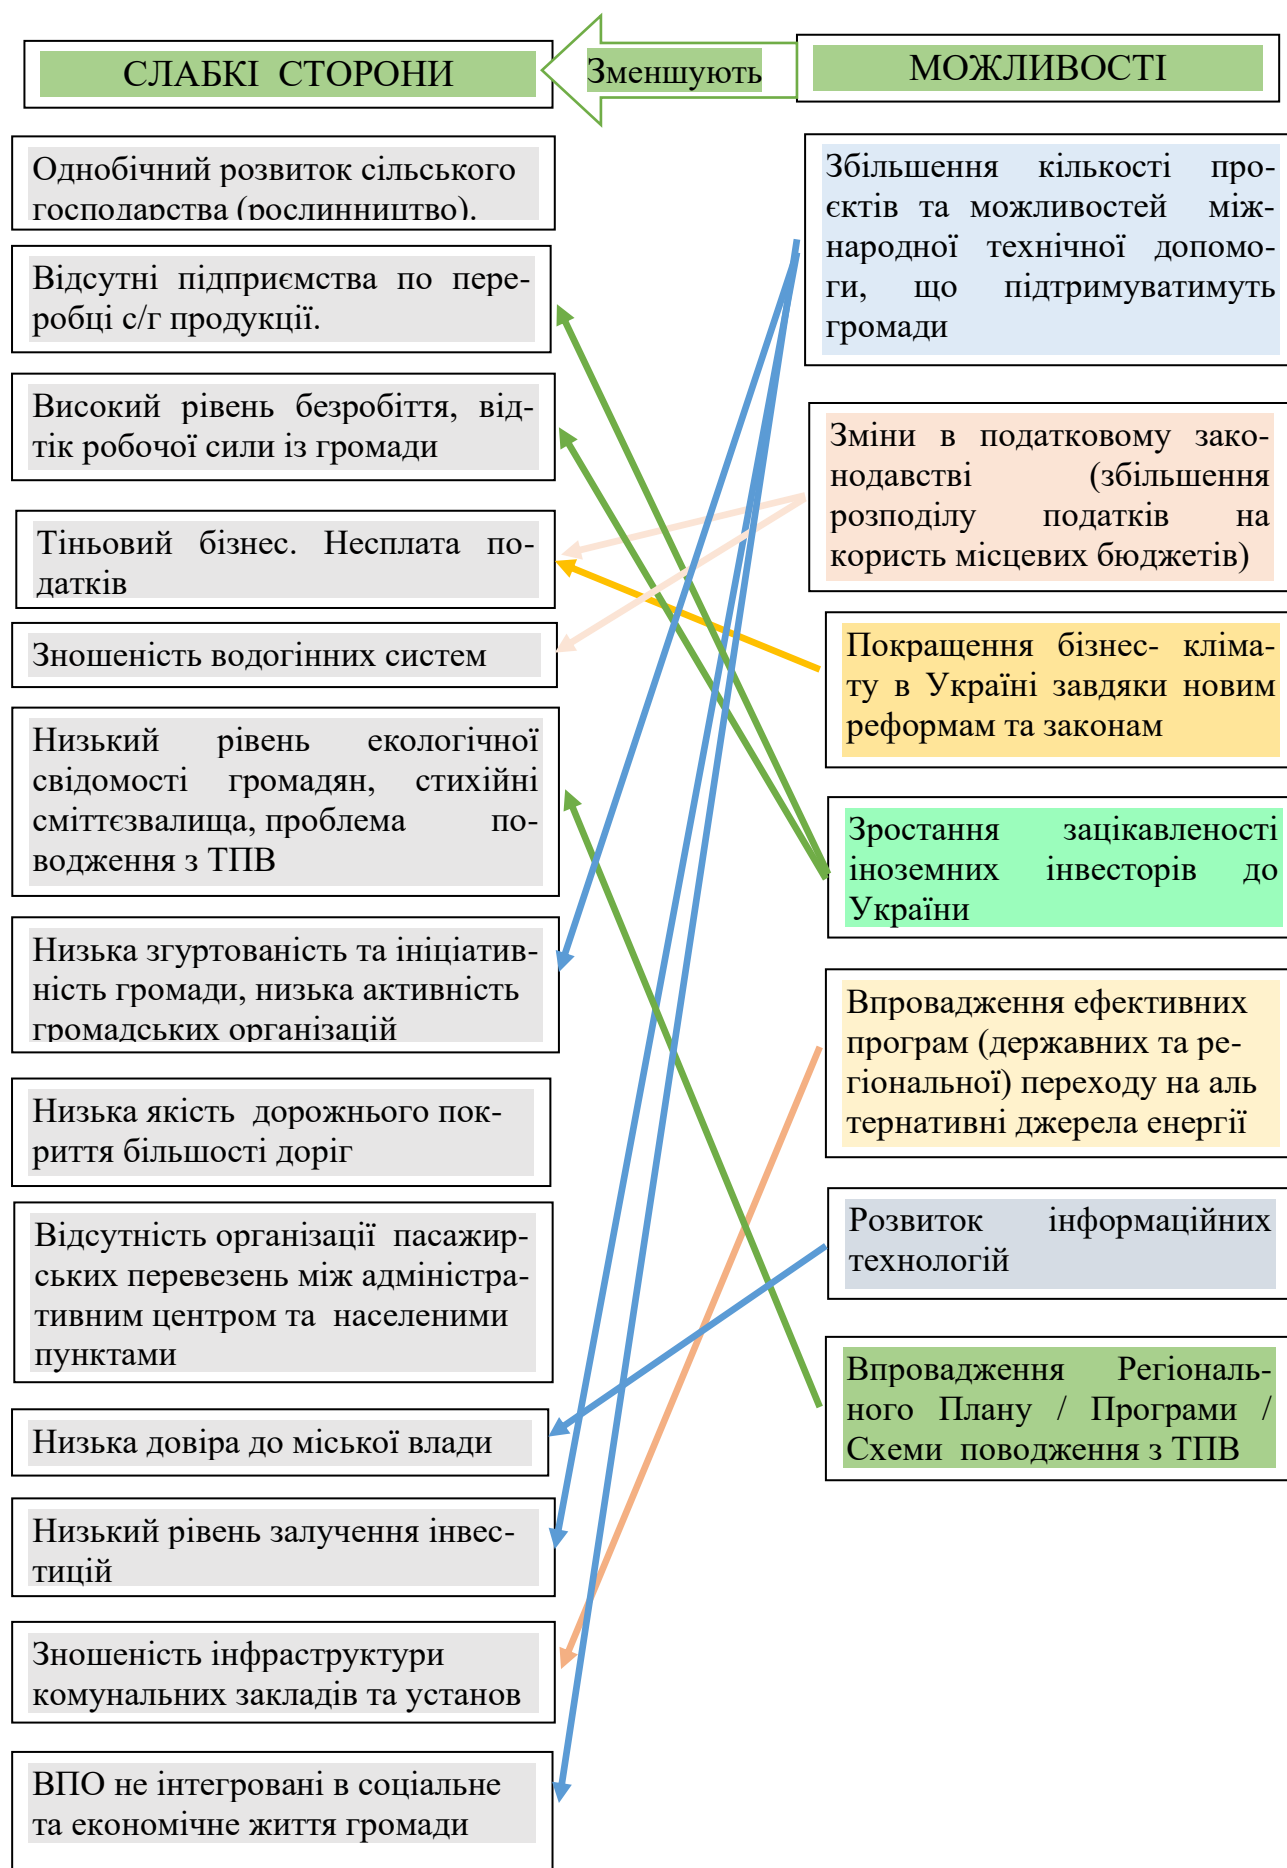 СЛАБКІ СТОРОНИ
Зменшують
МОЖЛИВОСТІ
Однобічний розвиток сільського
господарства (рослинництво).
Відсутні підприємства по пере-
робці с/г продукції.
Високий рівень безробіття, від-
тік робочої сили із громади
Тіньовий бізнес. Несплата по-
датків
Зношеність водогінних систем
Низький рівень екологічної
свідомості громадян, стихійні
сміттєзвалища, проблема по-
водження з ТПВ
Низька згуртованість та ініціатив-
ність громади, низька активність
громадських організацій
Низька якість дорожнього пок-
риття більшості доріг
Відсутність організації пасажир-
ських перевезень між адміністра-
тивним центром та населеними
пунктами
Низька довіра до міської влади
Низький рівень залучення інвес-
тицій
Зношеність інфраструктури
комунальних закладів та установ
ВПО не інтегровані в соціальне
та економічне життя громади
Збільшення кількості про-
єктів та можливостей між-
народної технічної допомо-
ги, що підтримуватимуть
громади
Зміни в податковому зако-
нодавстві (збільшення
розподілу податків на
користь місцевих бюджетів)
Покращення бізнес- кліма-
ту в Україні завдяки новим
реформам та законам
Зростання зацікавленості
іноземних інвесторів до
України
Впровадження ефективних
програм (державних та ре-
гіональної) переходу на аль
тернативні джерела енергії
Розвиток інформаційних
технологій
Впровадження Регіональ-
ного Плану / Програми /
Схеми поводження з ТПВ